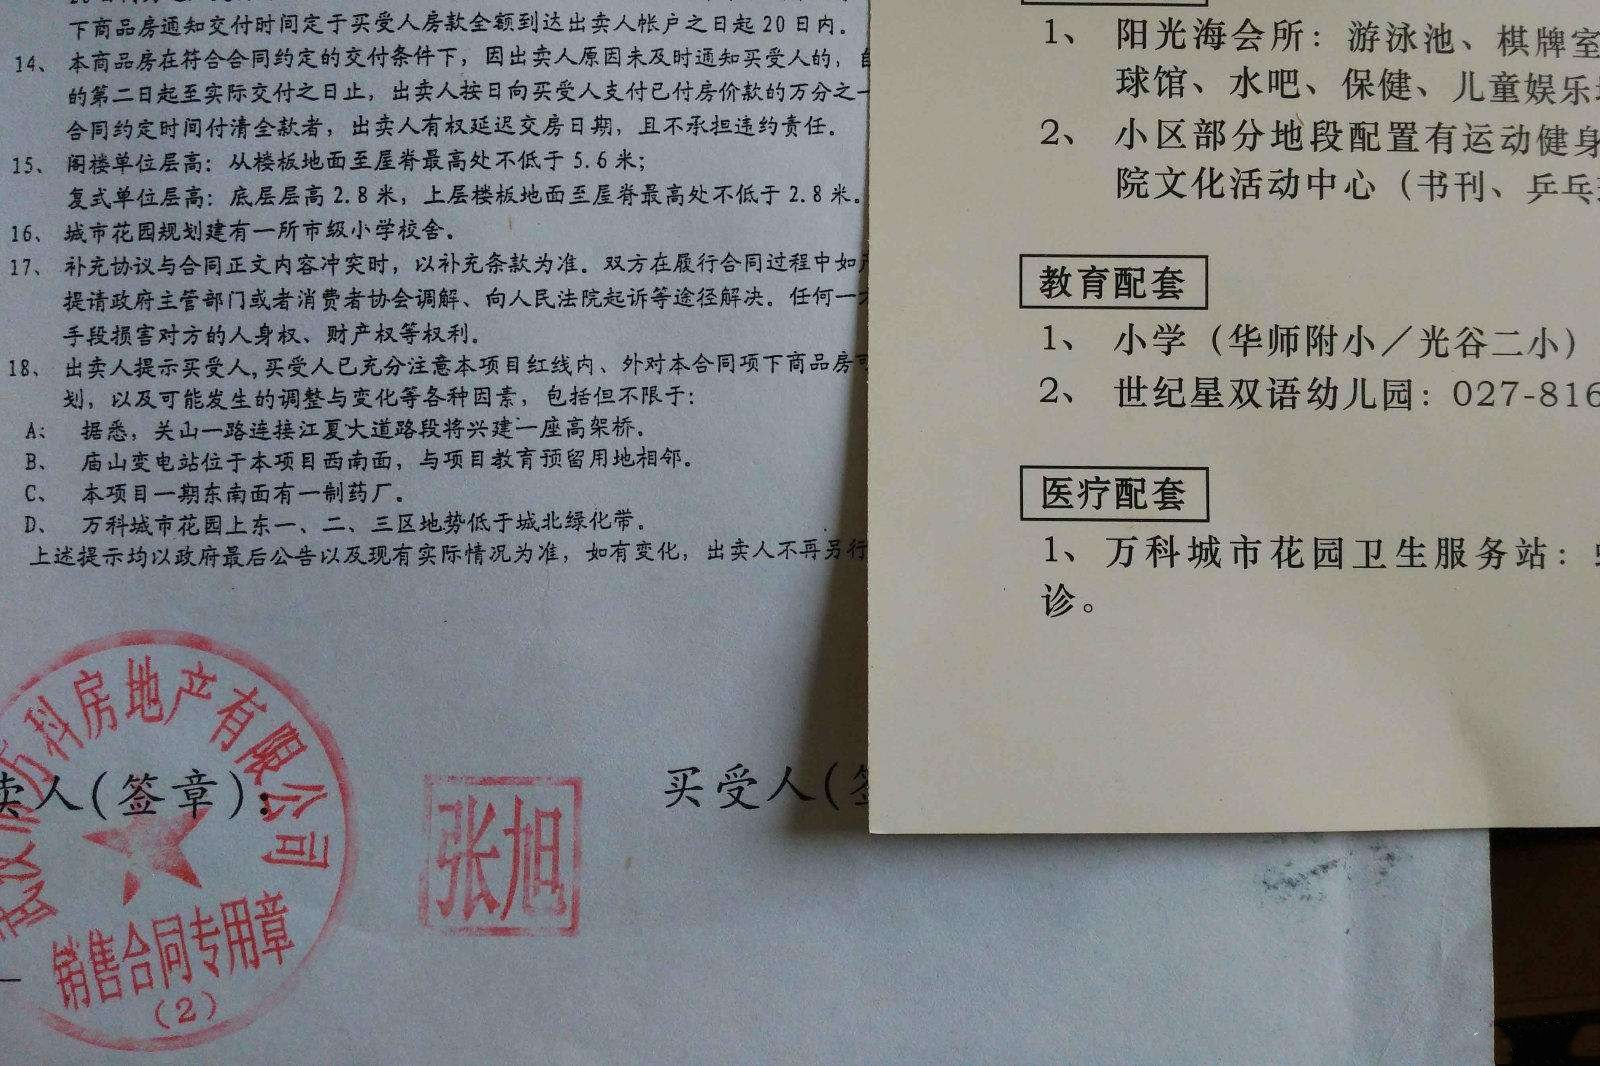 下商品房通知交付时间定于买受人房款全额到达出卖人帐户之日起20日内。
14、本商品房在符合合同约定的交付条件下，因出卖人原因未及时通知买受人的，
的第二日起至实际交付之日止，出卖人按日向买受人支付已付房价款的万分之一
合同约定时间付清全款者，出卖人有权延迟交房日期，且不承担违约责任。
15、阁楼单位层高：从楼板地面至屋脊最高处不低于5.6米；
复式单位层高：底层层高2.8米，上层楼板地面至屋脊最高处不低于2.8米。
16、城市花园规划建有一所市级小学校舍。
17、补充协议与合同正文内容冲突时，以补充条款为准。双方在履行合同过程中如
提请政府主管部门或者消费者协会调解、向人民法院起诉等途径解决。任何一
手段损害对方的人身权、财产权等权利。
18、出卖人提示买受人，买受人已充分注意本项目红线内、外对本合同项下商品房
划，以及可能发生的调整与变化等各种因素，包括但不限于：
A：据悉，关山一路连接江夏大道路段将兴建一座高架桥。
B、庙山变电站位于本项目西南面，与项目教育预留用地相邻。
C、本项目一期东南面有一制药厂。
D、万科城市花园上东一、二、三区地势低于城北绿化带。
上述提示均以政府最后公告以及现有实际情况为准，如有变化，出卖人不再另行
卖人(签章)：
买受人(
武汉市万科房地产有限公司
销售合同专用章
(2)
张旭
1、阳光海会所：游泳池、棋牌室
球馆、水吧、保健、儿童娱乐
2、小区部分地段配置有运动健身
院文化活动中心（书刊、乒乓
教育配套
1、小学（华师附小／光谷二小）
2、世纪星双语幼儿园：027-816
医疗配套
1、万科城市花园卫生服务站：
诊。